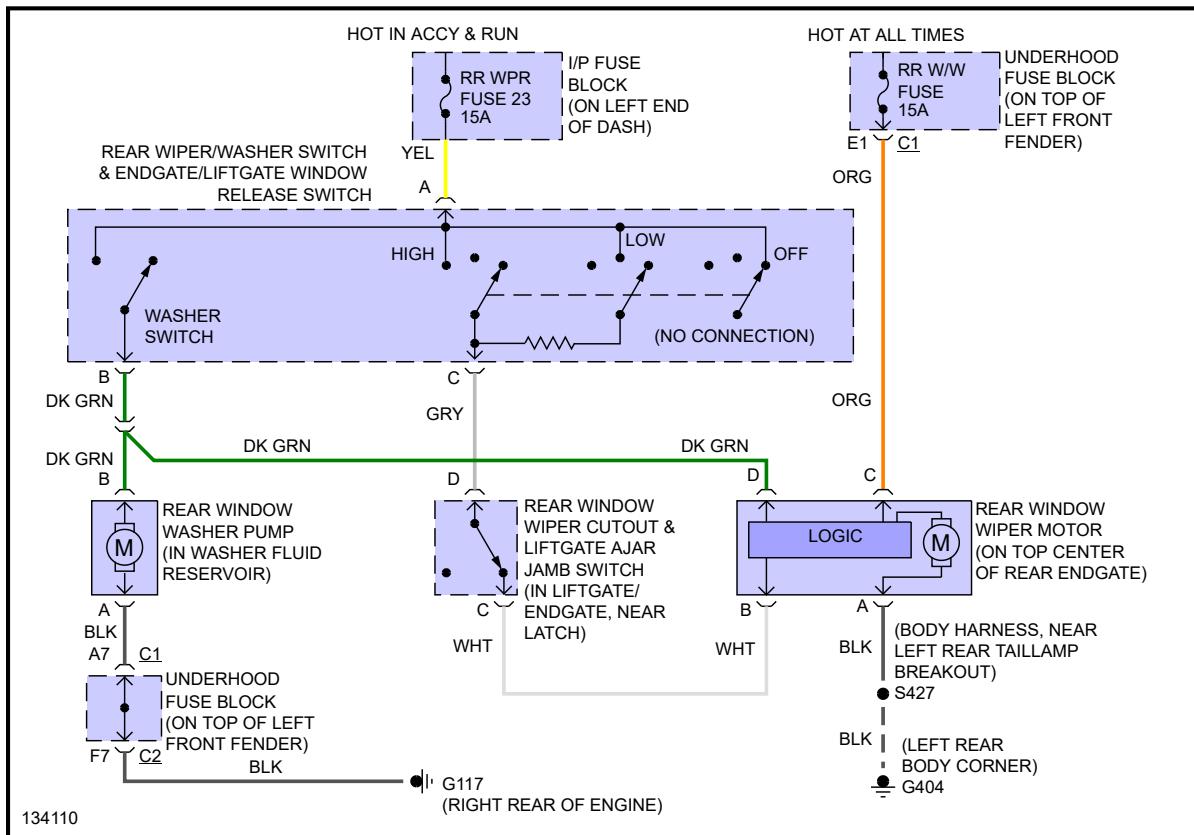 HOT IN ACCY & RUN
HOT AT ALL TIMES
RR WPR
FUSE 23
15A
I/P FUSE
BLOCK
(ON LEFT END
OF DASH)
RR W/W
FUSE
15A
UNDERHOOD
FUSE BLOCK
(ON TOP OF
LEFT FRONT
FENDER)
YEL
E1
C1
REAR WIPER/WASHER SWITCH
& ENDGATE/LIFTGATE WINDOW
RELEASE SWITCH
A
ORG
HIGH
LOW
OFF
WASHER
SWITCH
(NO CONNECTION)
B
C
DK GRN
GRY
ORG
DK GRN
DK GRN
DK GRN
B
D
D
C
REAR WINDOW
WASHER PUMP
(IN WASHER FLUID
RESERVOIR)
M
REAR WINDOW
WIPER CUTOUT &
LIFTGATE AJAR
JAMB SWITCH
(IN LIFTGATE/
ENDGATE, NEAR
LATCH)
LOGIC
M
REAR WINDOW
WIPER MOTOR
(ON TOP CENTER
OF REAR ENDGATE)
A
C
B
A
BLK
WHT
WHT
BLK
(BODY HARNESS, NEAR
LEFT REAR TAILLAMP
BREAKOUT)
S427
A7
C1
UNDERHOOD
FUSE BLOCK
(ON TOP OF LEFT
FRONT FENDER)
F7
C2
BLK
BLK
(LEFT REAR
BODY CORNER)
G404
G117
(RIGHT REAR OF ENGINE)
134110